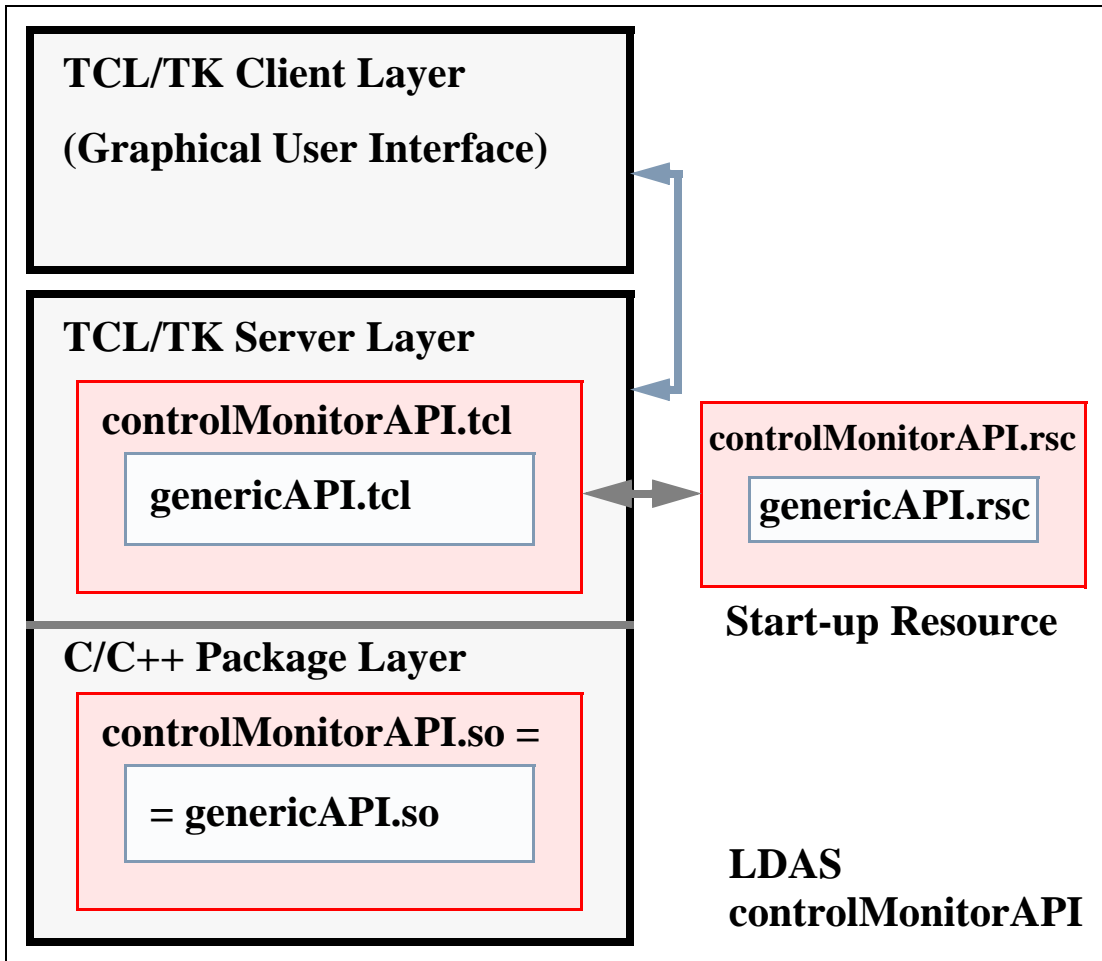 TCL/TK Client Layer
(Graphical User Interface)
TCL/TK Server Layer
controlMonitorAPI.tcl
genericAPI.tcl
controlMonitorAPI.rsc
genericAPI.rsc
Start-up Resource
C/C++ Package Layer
controlMonitorAPI.so =
= genericAPI.so
LDAS
controlMonitorAPI